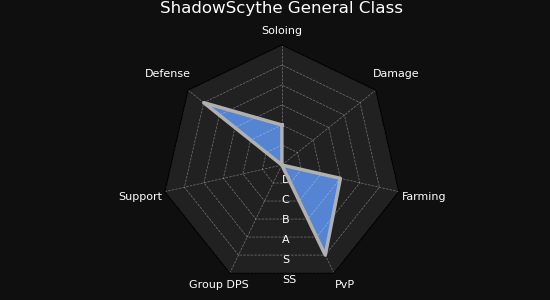 ShadowScythe General Class
Soloing
Defense
Damage
Support
Farming
D
C
B
A
S
SS
Group DPS
PvP